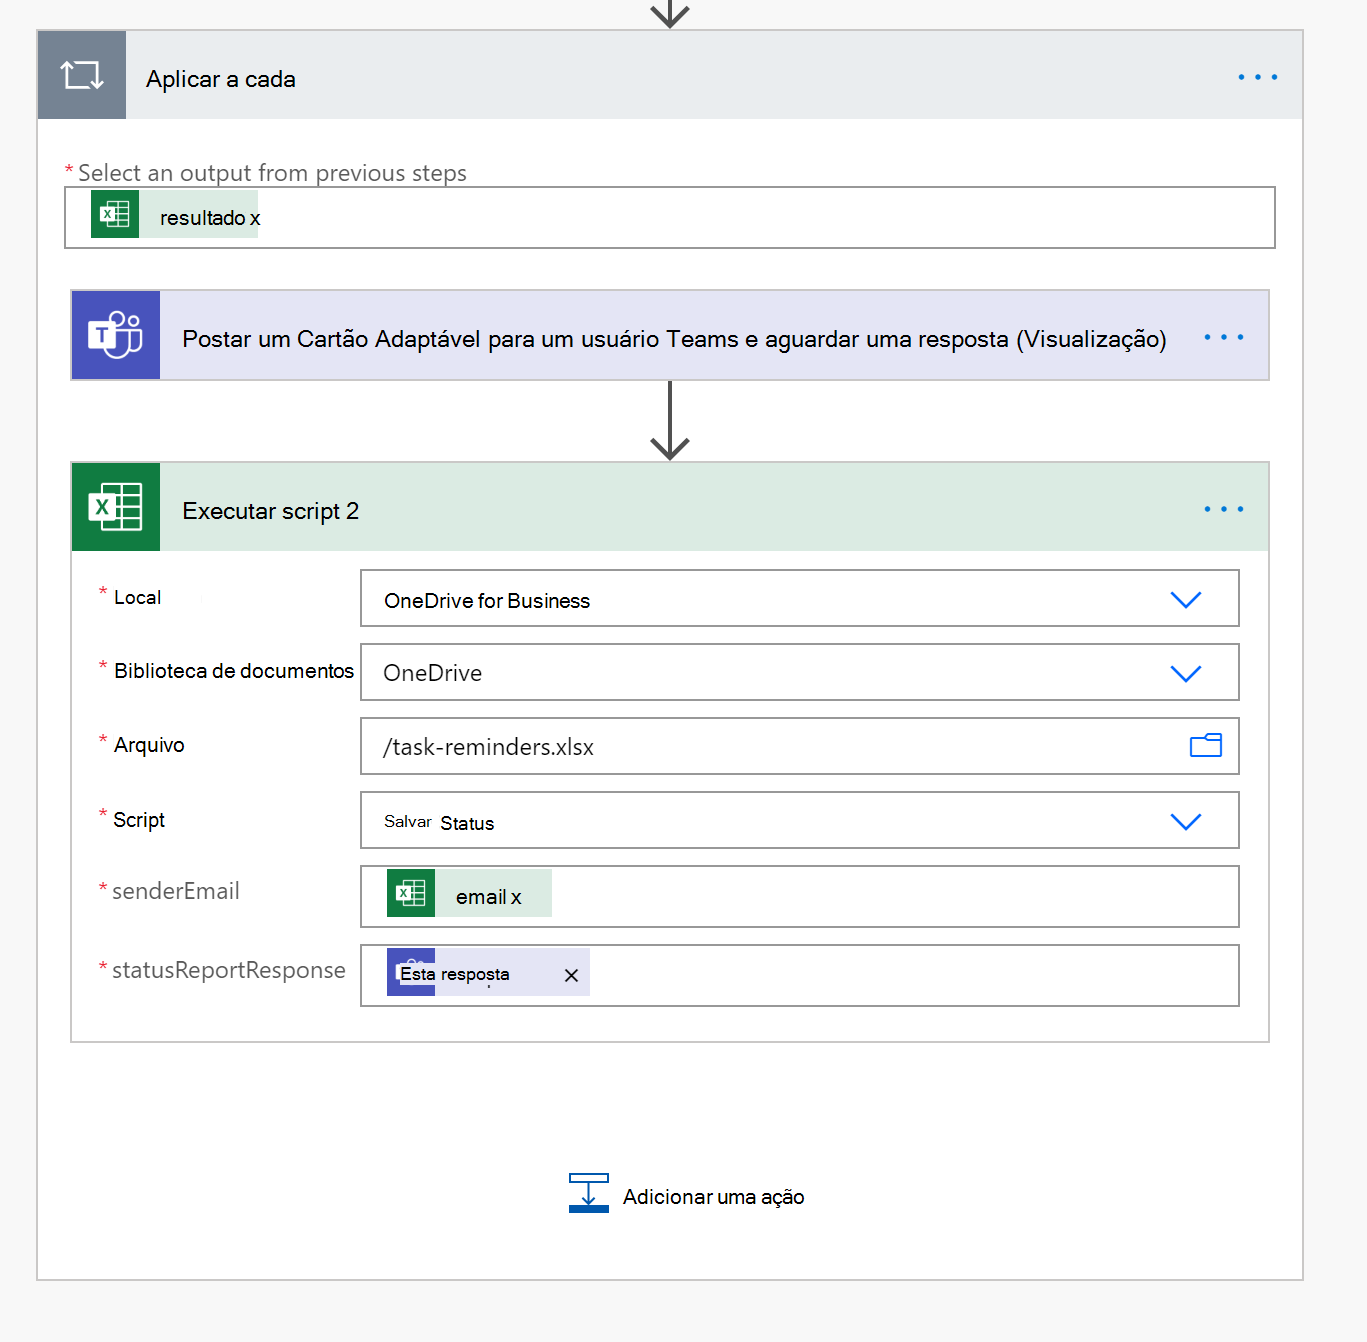 Aplicar a cada
* Select an output from previous steps
resultado x
Postar um Cartão Adaptável para um usuário Teams e aguardar uma resposta (Visualização)
Executar script 2
* Local
OneDrive for Business
* Biblioteca de documentos
OneDrive
* Arquivo
/task-reminders.xlsx
* Script
Salvar Status
* senderEmail
email x
* statusReportResponse
Esta resposta ×
Adicionar uma ação